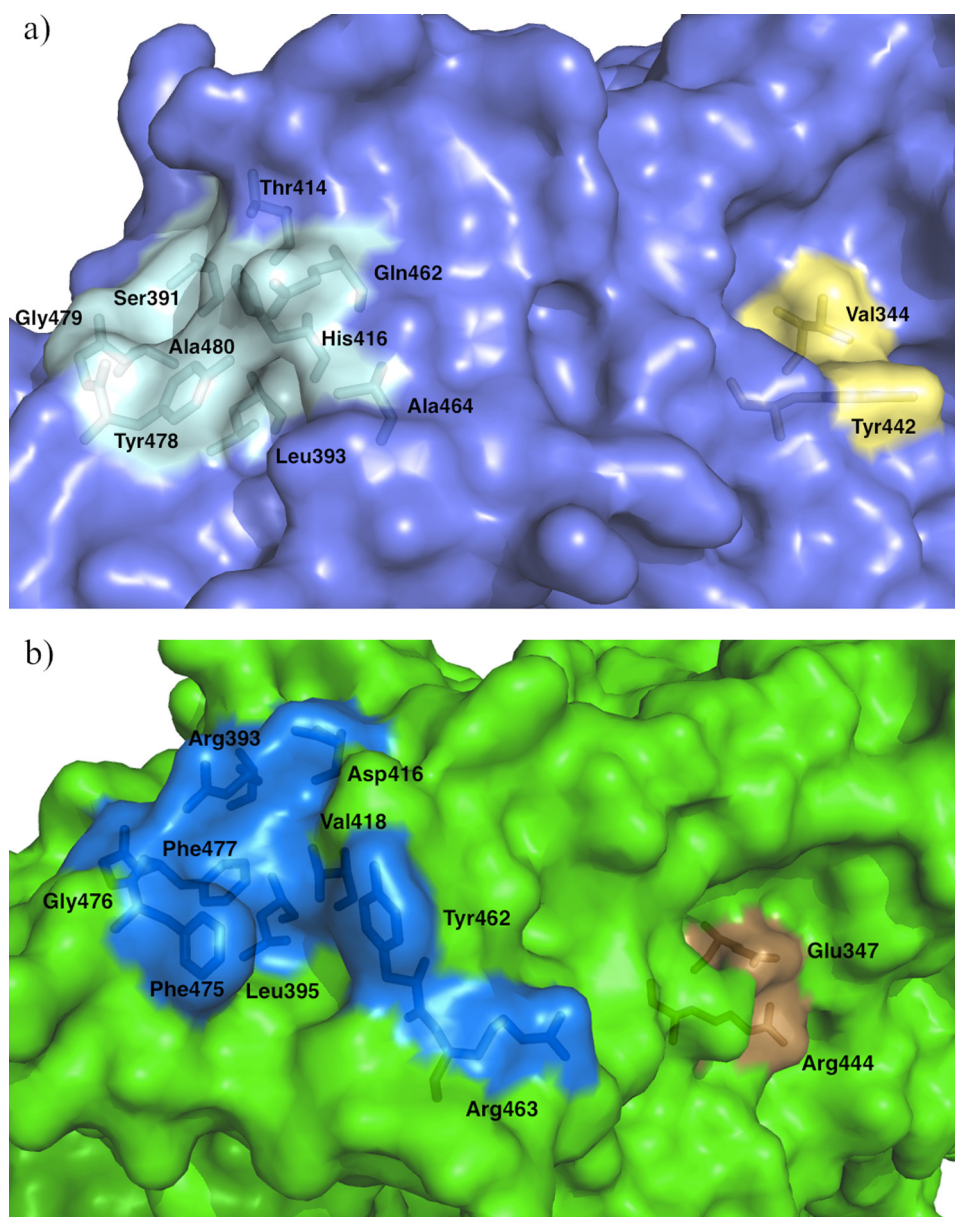 a)
Thr414
Gln462
Ser391
Gly479
Val344
His416
Ala480
Ala464
Tyr442
Tyr478
Leu393
b)
Arg393
Asp416
Val418
Phe477
Gly476
Tyr462
Glu347
Phe475
Leu395
Arg444
Arg463